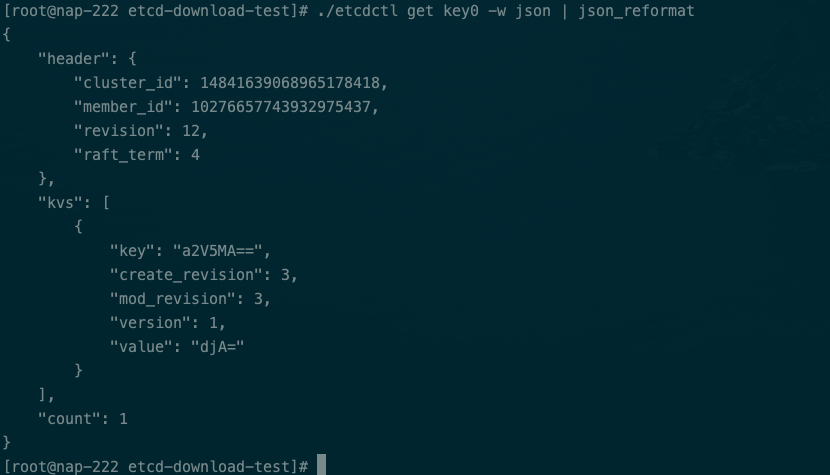 [root@nap-222 etcd-download-test]# ./etcdctl get key0 -w json | json_reformat
{
    "header": {
        "cluster_id": 14841639068965178418,
        "member_id": 10276657743932975437,
        "revision": 12,
        "raft_term": 4
    },
    "kvs": [
        {
            "key": "a2V5MA==",
            "create_revision": 3,
            "mod_revision": 3,
            "version": 1,
            "value": "djA="
        }
    ],
    "count": 1
}
[root@nap-222 etcd-download-test]#